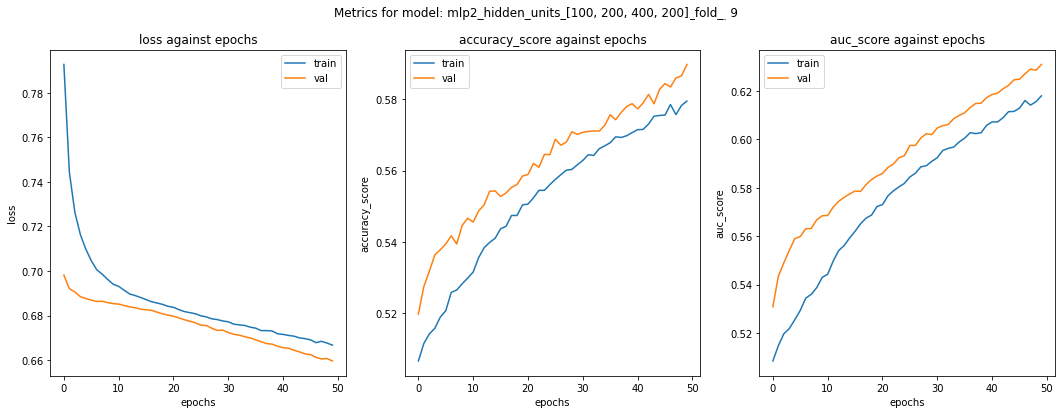 Metrics for model: mlp2_hidden_units_[100, 200, 400, 200]_fold_ 9
loss against epochs
train
val
0.78
0.76
0.74
0.72
0.70
0.68
0.66
loss
0 10 20 30 40 50
epochs
accuracy_score against epochs
train
val
0.58
0.56
0.54
0.52
accuracy_score
0 10 20 30 40 50
epochs
auc_score against epochs
train
val
0.62
0.60
0.58
0.56
0.54
0.52
auc_score
0 10 20 30 40 50
epochs